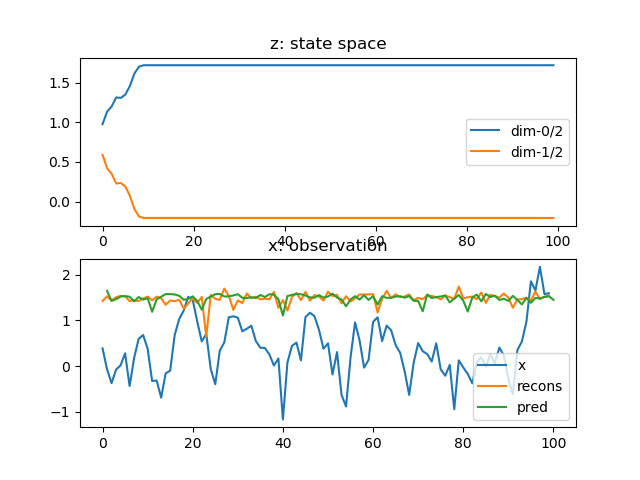 z: state space
1.5
1.0
0.5
0.0
dim-0/2
dim-1/2
0 20 40 60 80 100
x: observation
2
1
0
−1
x
recons
pred
0 20 40 60 80 100